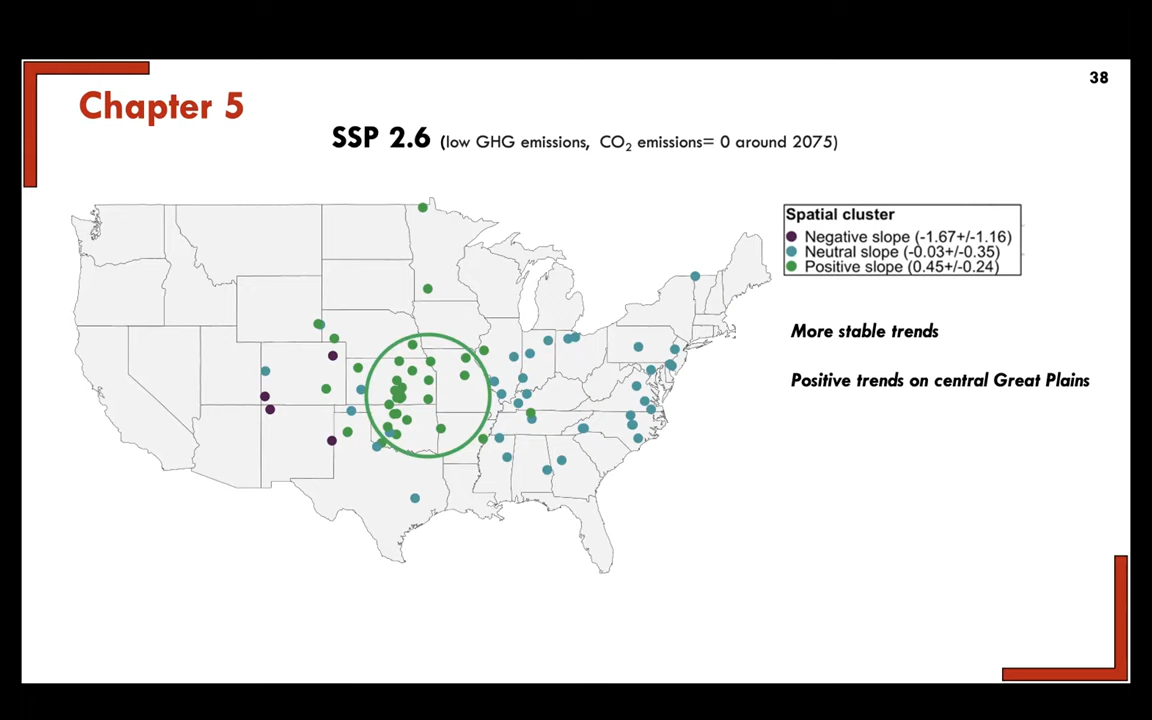 38
Chapter 5
SSP 2.6 (low GHG emissions, CO₂ emissions= 0 around 2075)
Spatial cluster
Negative slope (-1.67+/-1.16)
Neutral slope (-0.03+/-0.35)
Positive slope (0.45+/-0.24)
More stable trends
Positive trends on central Great Plains